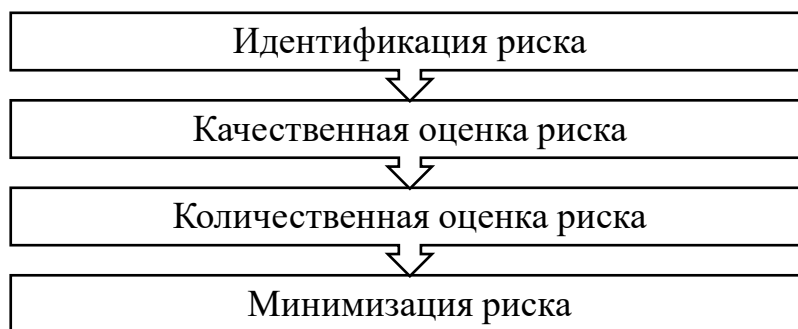 Идентификация риска
Качественная оценка риска
Количественная оценка риска
Минимизация риска